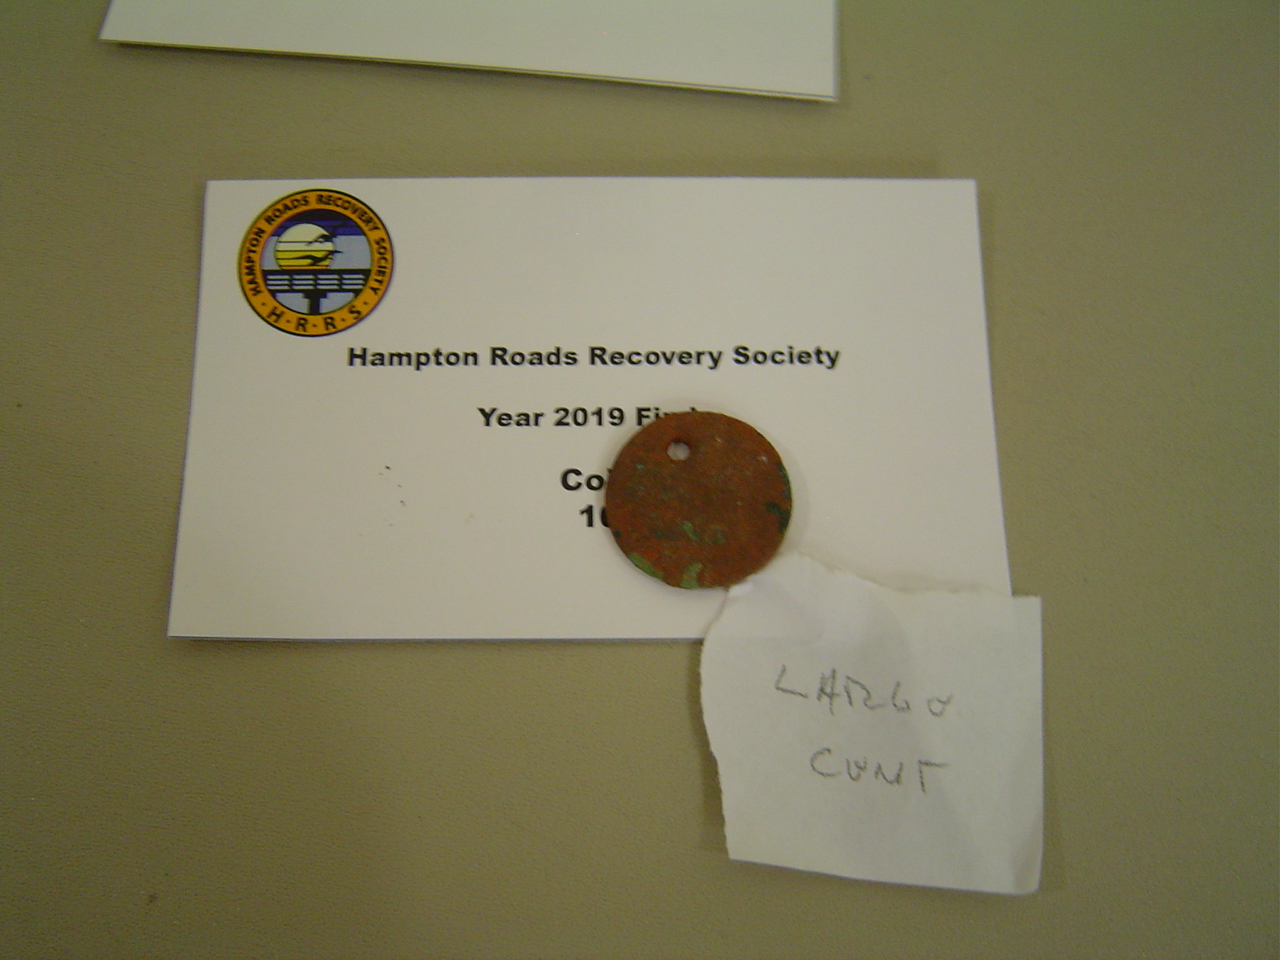 HAMPTON ROADS RECOVERY SOCIETY
H·R·R·S·
Hampton Roads Recovery Society
Year 2019
LARGE
CENT